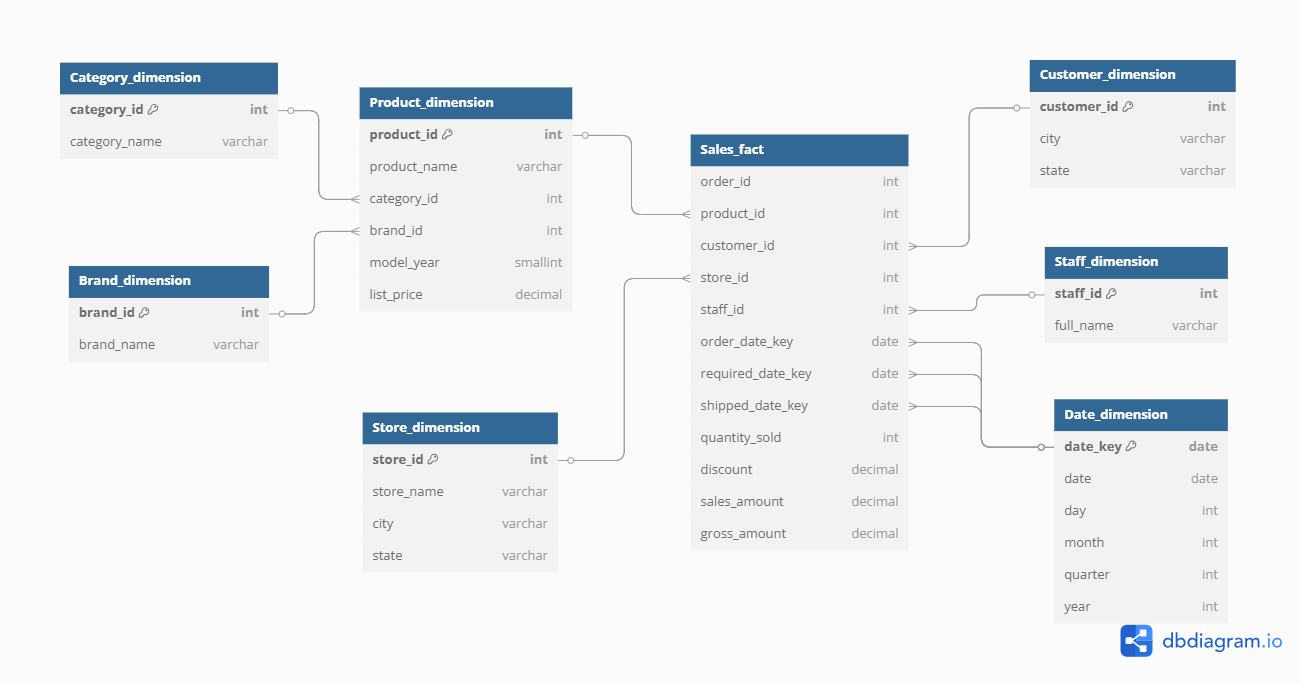 Category_dimension
category_id int
category_name varchar
Brand_dimension
brand_id int
brand_name varchar
Product_dimension
product_id int
product_name varchar
category_id int
brand_id int
model_year smallint
list_price decimal
Store_dimension
store_id int
store_name varchar
city varchar
state varchar
Sales_fact
order_id int
product_id int
customer_id int
store_id int
staff_id int
order_date_key date
required_date_key date
shipped_date_key date
quantity_sold int
discount decimal
sales_amount decimal
gross_amount decimal
Customer_dimension
customer_id int
city varchar
state varchar
Staff_dimension
staff_id int
full_name varchar
Date_dimension
date_key date
date date
day int
month int
quarter int
year int
dbdiagram.io